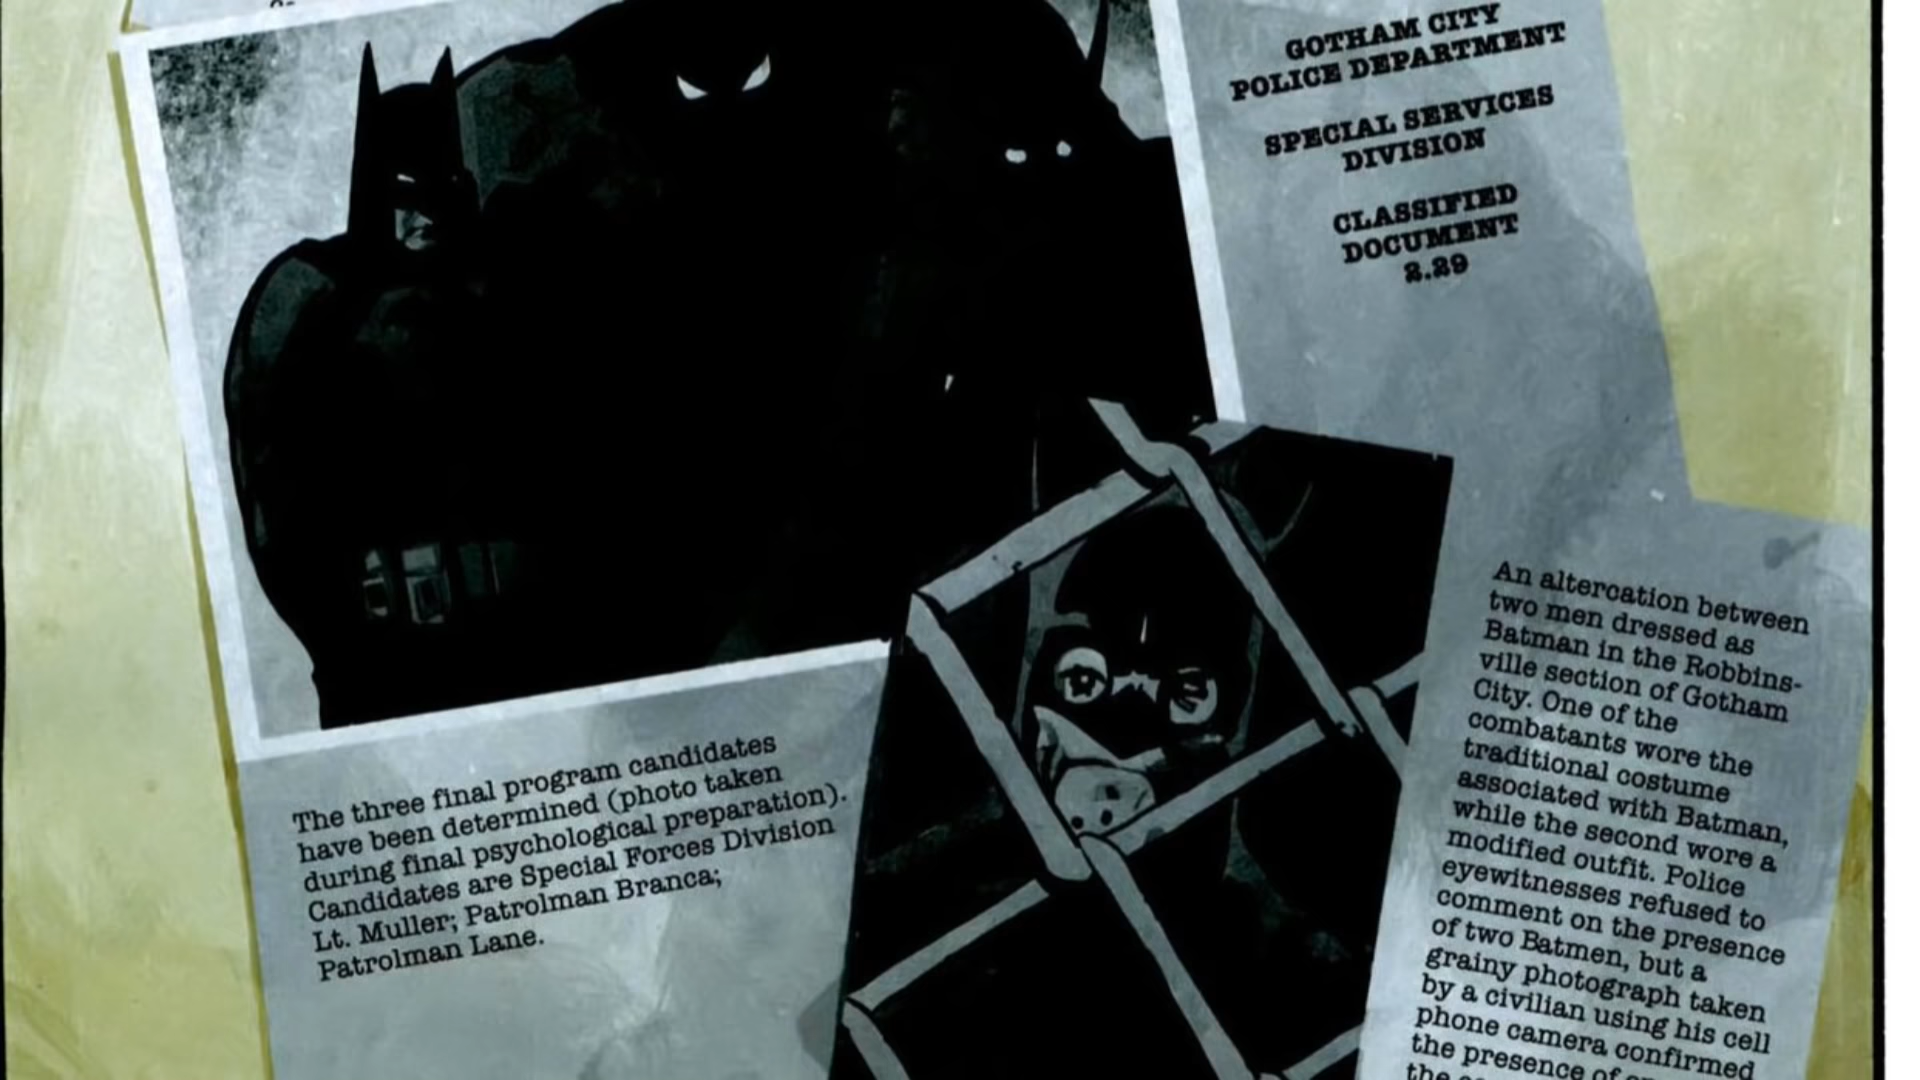 GOTHAM CITY
POLICE DEPARTMENT
SPECIAL SERVICES
DIVISION
CLASSIFIED
DOCUMENT
2.29
The three final program candidates
have been determined (photo taken
during final psychological preparation).
Candidates are Special Forces Division
Lt. Muller; Patrolman Branca;
Patrolman Lane.
An altercation between
two men dressed as
Batman in the Robbins-
ville section of Gotham
City. One of the
combatants wore the
traditional costume
associated with Batman,
while the second wore a
modified outfit. Police
eyewitnesses refused to
comment on the presence
of two Batmen, but a
grainy photograph taken
by a civilian using his cell
phone camera confirmed
the presence of
the